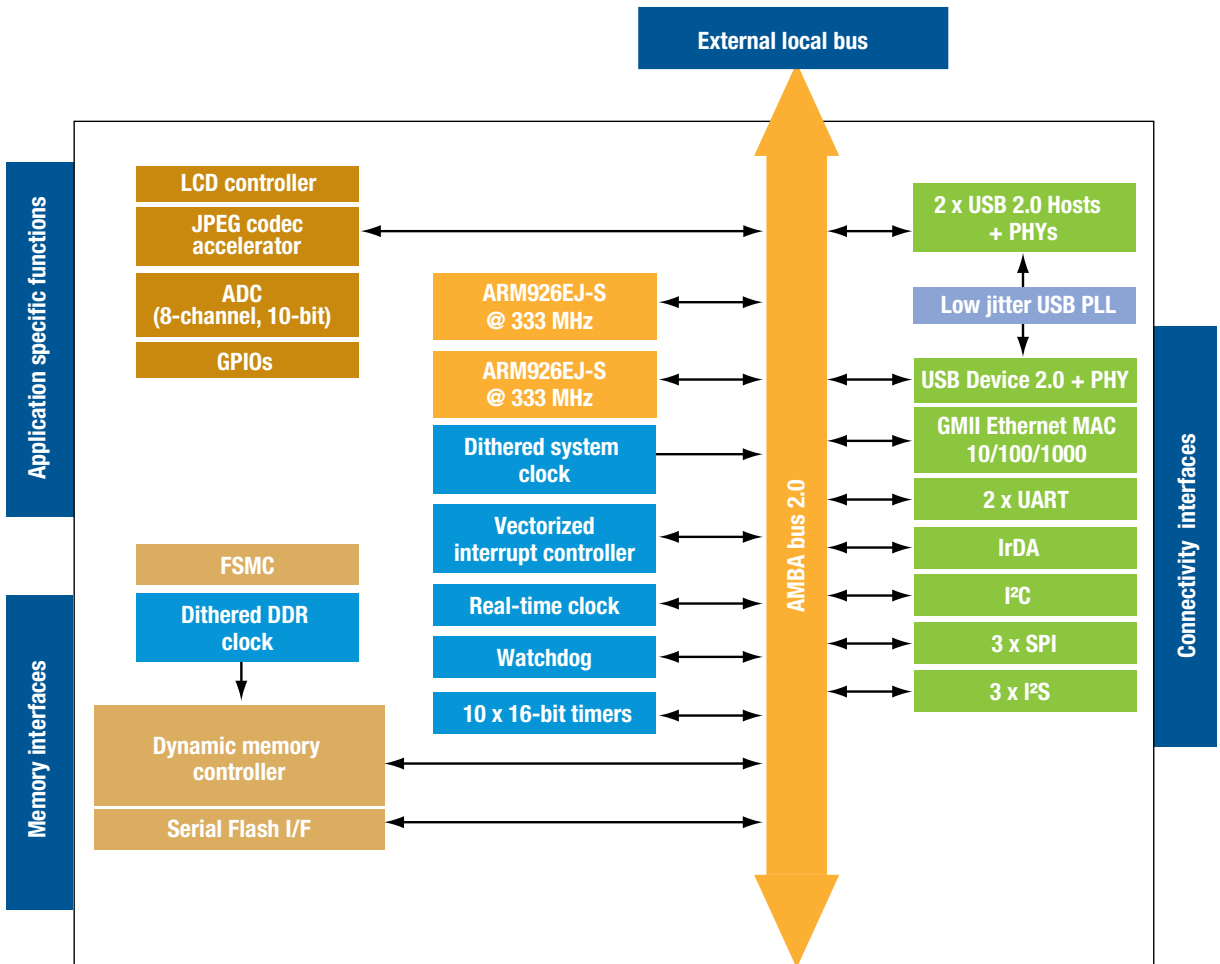 External local bus
Application specific functions
LCD controller
JPEG codec
accelerator
ADC
(8-channel, 10-bit)
GPIOs
Memory interfaces
FSMC
Dithered DDR
clock
Dynamic memory
controller
Serial Flash I/F
ARM926EJ-S
@ 333 MHz
ARM926EJ-S
@ 333 MHz
Dithered system
clock
Vectorized
interrupt controller
Real-time clock
Watchdog
10 x 16-bit timers
AMBA bus 2.0
2 x USB 2.0 Hosts
+ PHYs
Low jitter USB PLL
USB Device 2.0 + PHY
GMII Ethernet MAC
10/100/1000
2 x UART
IrDA
I²C
3 x SPI
3 x I²S
Connectivity interfaces